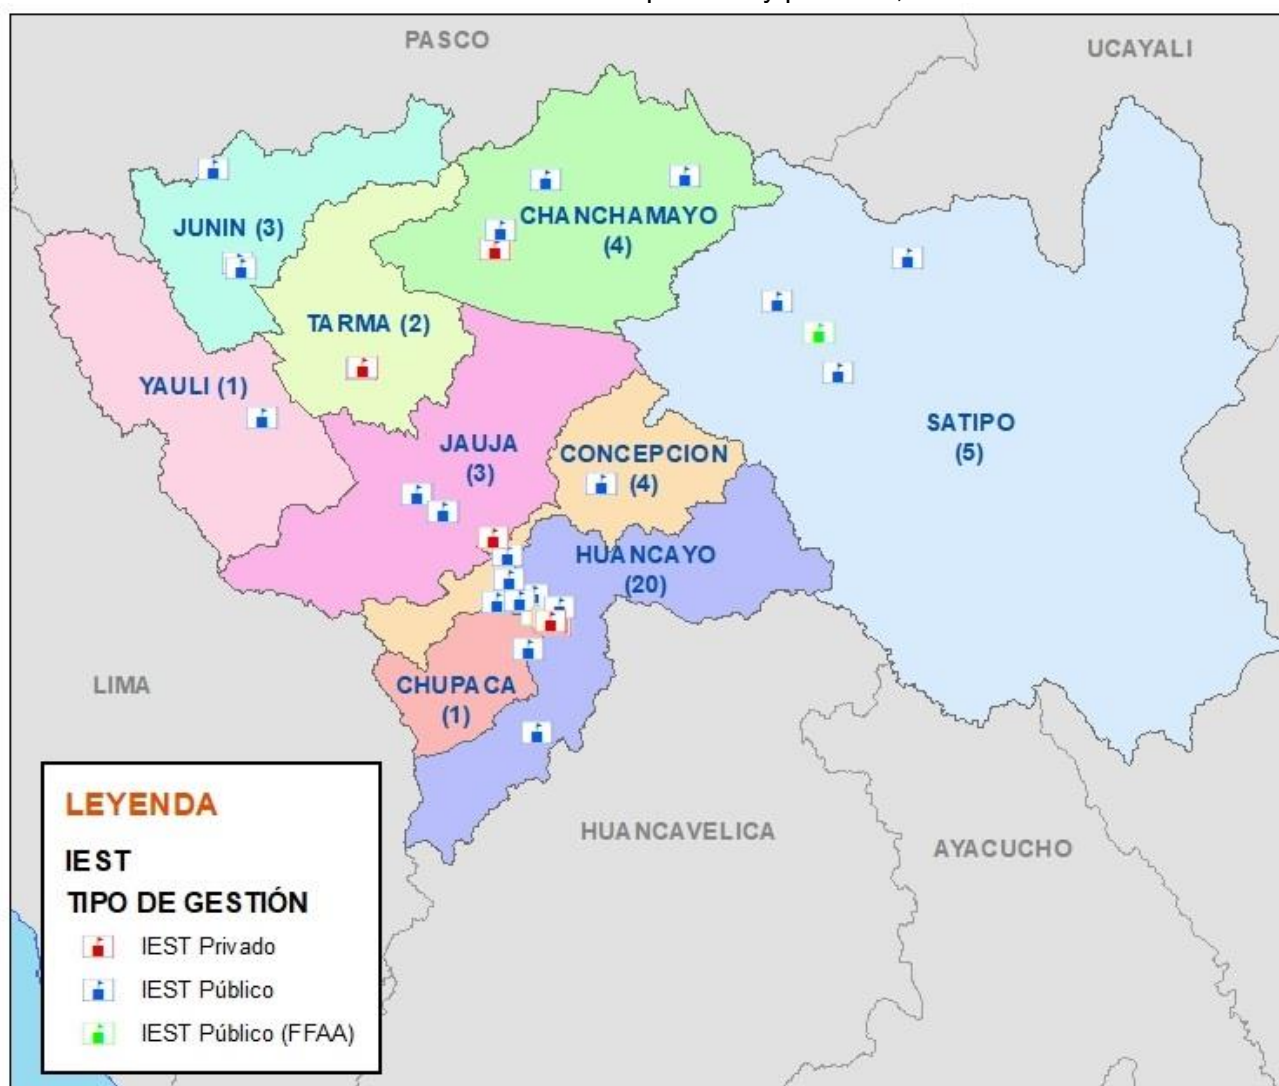 PASCO
UCAYALI
JUNIN (3)
CHANCHAMAYO
(4)
TARMA (2)
YAULI (1)
JAUJA
(3)
CONCEPCION
(4)
SATIPO
(5)
HUANCAYO
(20)
CHUPACA
(1)
LIMA
HUANCAVELICA
AYACUCHO
LEYENDA
IEST
TIPO DE GESTIÓN
IEST Privado
IEST Público
IEST Público (FFAA)